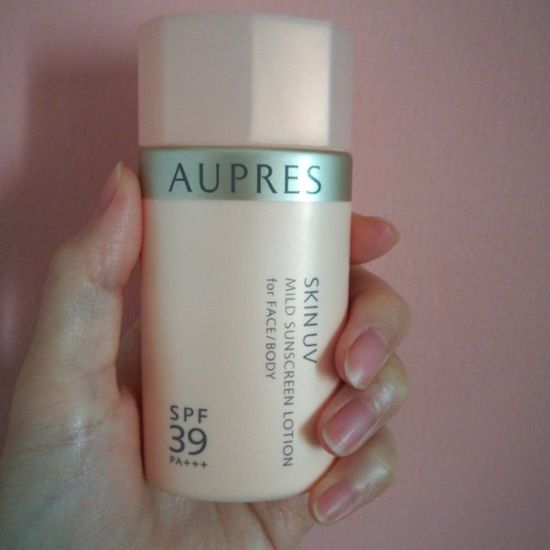 AUPRES
SKIN UV
MILD SUNSCREEN LOTION
for FACE/BODY
SPF
39
PA+++